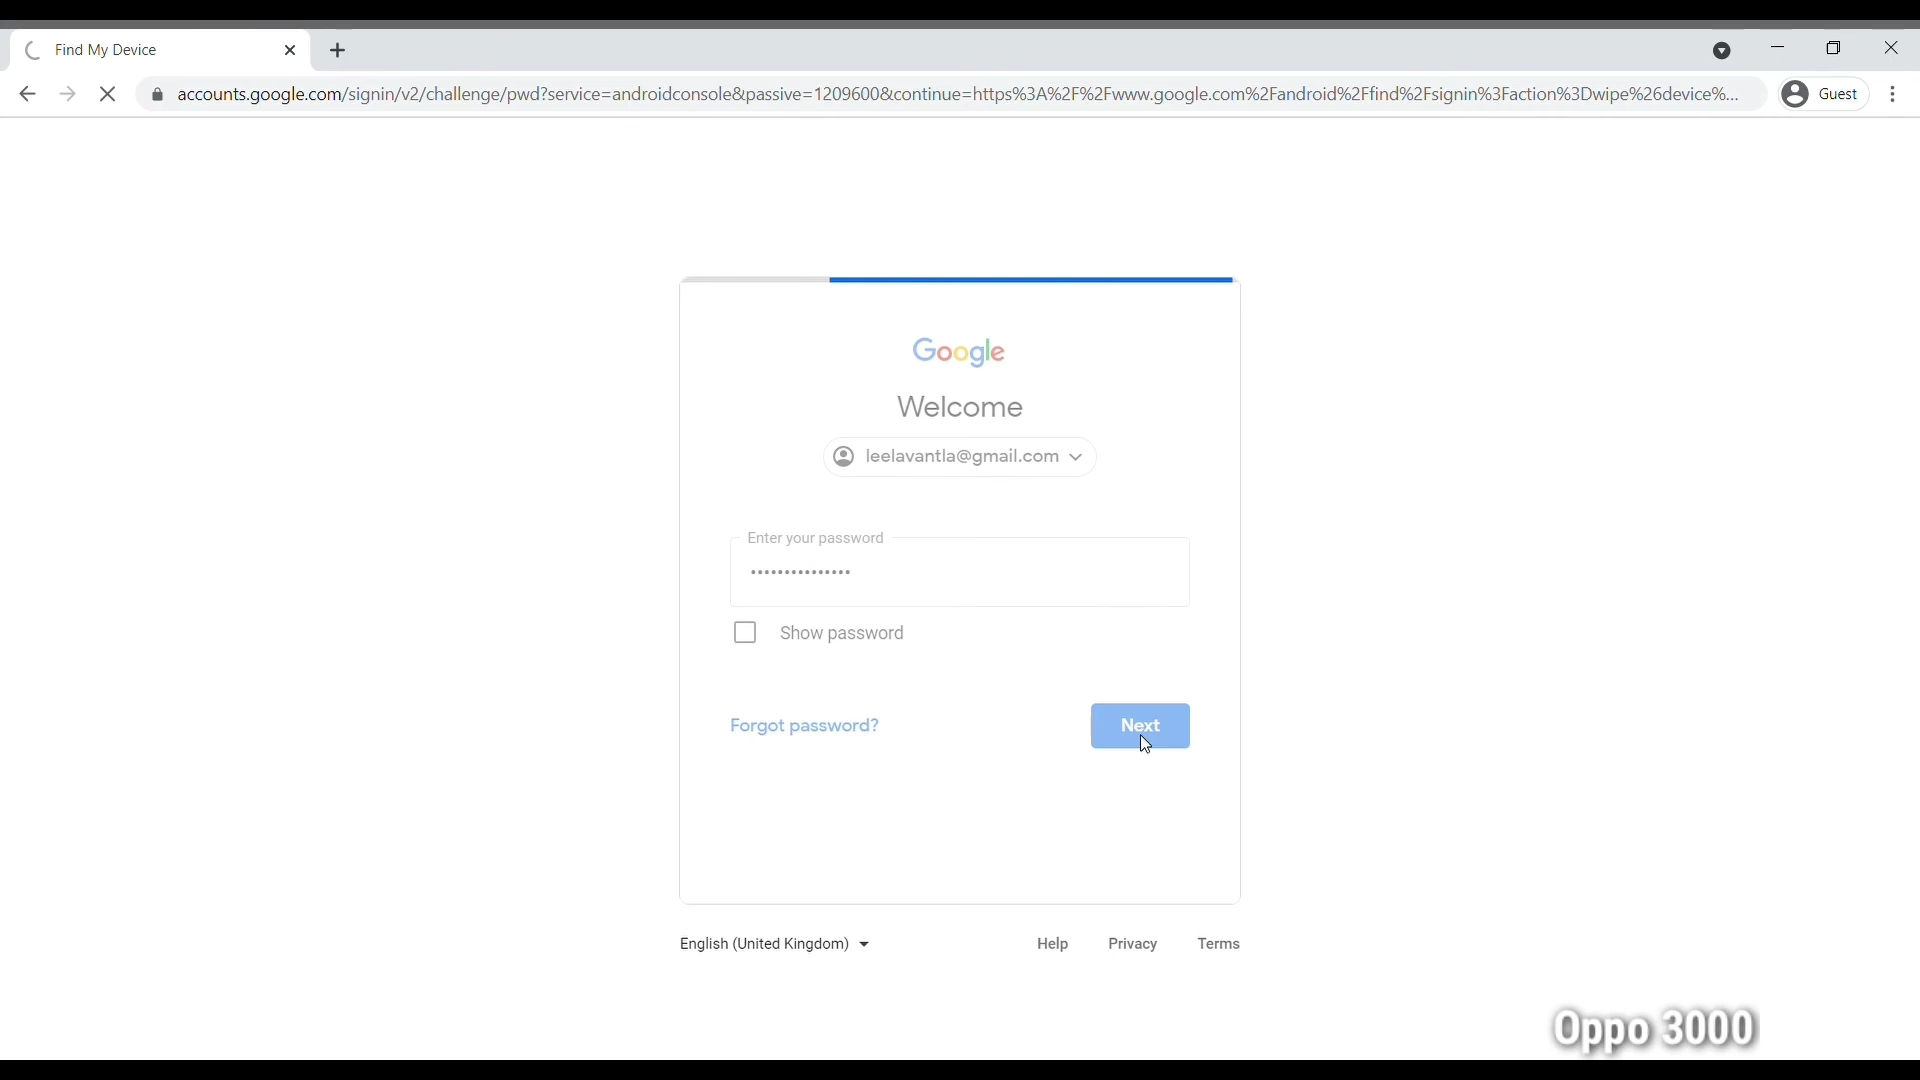 Find My Device
accounts.google.com/signin/v2/challenge/pwd?service=androidconsole&passive=1209600&continue=https%3A%2F%2Fwww.google.com%2Fandroid%2Ffind%2Fsignin%3Faction%3Dwipe%26device%...
Guest
Google
Welcome
leelavantla@gmail.com
Enter your password
•••••••••••••••
Show password
Forgot password?
Next
English (United Kingdom)
Help
Privacy
Terms
Oppo 3000